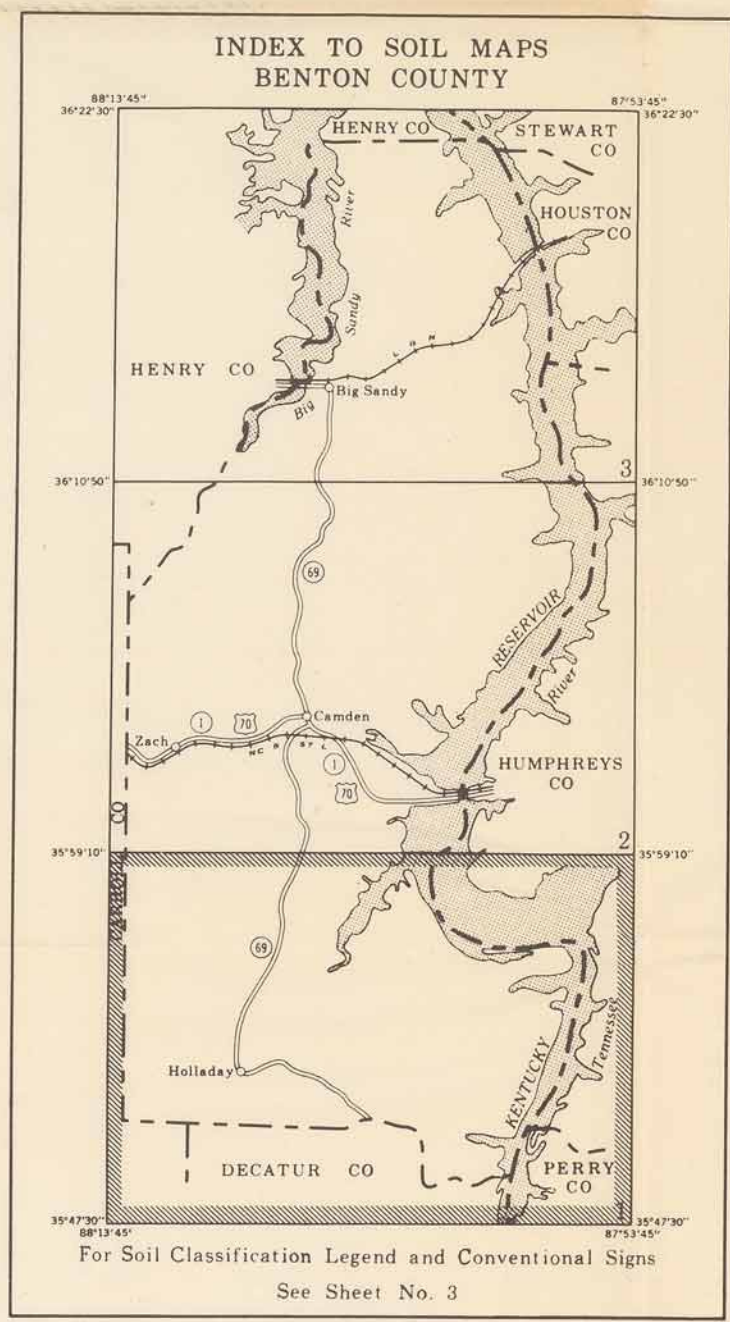 INDEX TO SOIL MAPS
BENTON COUNTY
88°13'45"
87°53'45"
36°22'30"
36°22'30"
HENRY CO
STEWART
CO
River
HOUSTON
CO
Sandy
L & N
HENRY CO
Big Sandy
Big
3
36°10'50"
36°10'50"
69
RESERVOIR
River
1
70
Camden
Zach
NC & ST L
1
70
HUMPHREYS
CO
CO
2
35°59'10"
35°59'10"
69
Tennessee
Holladay
KENTUCKY
DECATUR CO
PERRY
CO
1
35°47'30"
35°47'30"
88°13'45'
87°53'45"
For Soil Classification Legend and Conventional Signs
See Sheet No. 3